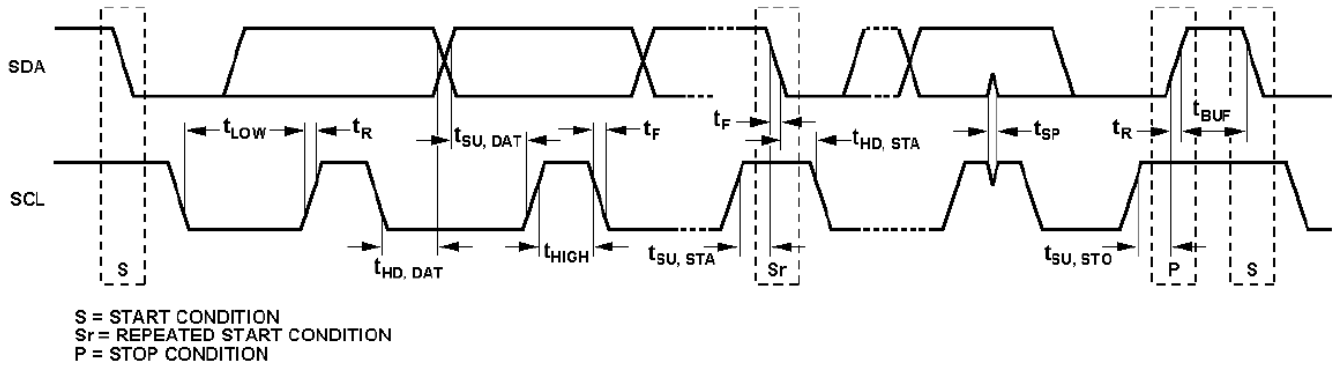 SDA
tLOW
tR
tSU, DAT
tF
tF
tHD, STA
tSP
tR
tBUF
SCL
tHD, DAT
tHIGH
tSU, STA
tSU, STO
S
Sr
P
S
S = START CONDITION
Sr = REPEATED START CONDITION
P = STOP CONDITION